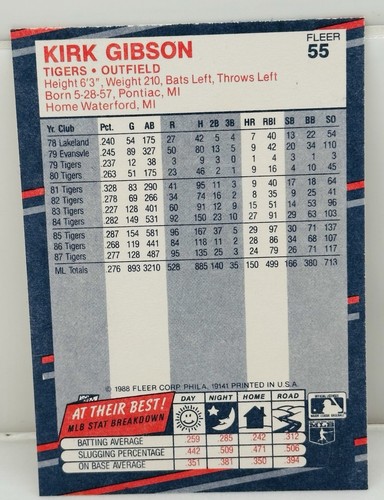 FLEER
55
KIRK GIBSON
TIGERS • OUTFIELD
Height 6'3", Weight 210, Bats Left, Throws Left
Born 5-28-57, Pontiac, MI
Home Waterford, MI
Yr. Club Pct. G AB R H 2B 3B HR RBI SB BB SO
78 Lakeland .240 54 175 27 42 5 4 7 40 13 22 54
79 Evansvle .245 89 327 50 80 13 5 9 42 20 34 110
79 Tigers .237 12 38 3 9 3 0 1 4 3 1 3
80 Tigers .263 51 175 23 46 2 1 9 16 4 10 45
81 Tigers .328 83 290 41 95 11 3 9 40 17 18 64
82 Tigers .278 69 266 34 74 16 2 8 35 9 25 41
83 Tigers .227 128 401 60 91 12 9 15 51 14 53 96
84 Tigers .282 149 531 92 150 23 10 27 91 29 63 103
85 Tigers .287 154 581 96 167 37 5 29 97 30 71 137
86 Tigers .268 119 441 84 118 11 2 28 86 34 68 107
87 Tigers .277 128 487 95 135 25 3 24 79 26 71 117
ML Totals .276 893 3210 528 885 140 35 150 499 166 380 713
© 1988 FLEER CORP. PHILA. 19141 PRINTED IN U.S.A.
AT THEIR BEST!
MLB STAT BREAKDOWN
DAY NIGHT HOME ROAD
BATTING AVERAGE .259 .285 .242 .312
SLUGGING PERCENTAGE .442 .509 .471 .506
ON BASE AVERAGE .351 .381 .350 .394